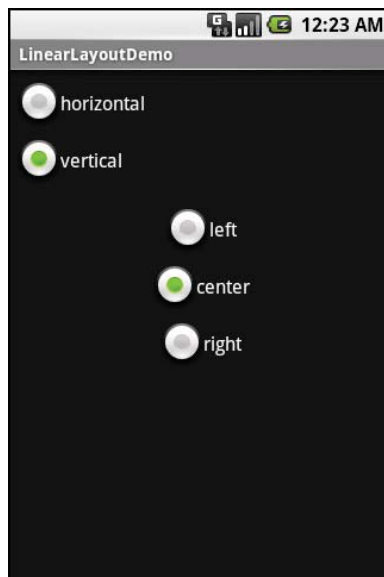 G 12:23 AM
LinearLayoutDemo
horizontal
vertical
left
center
right